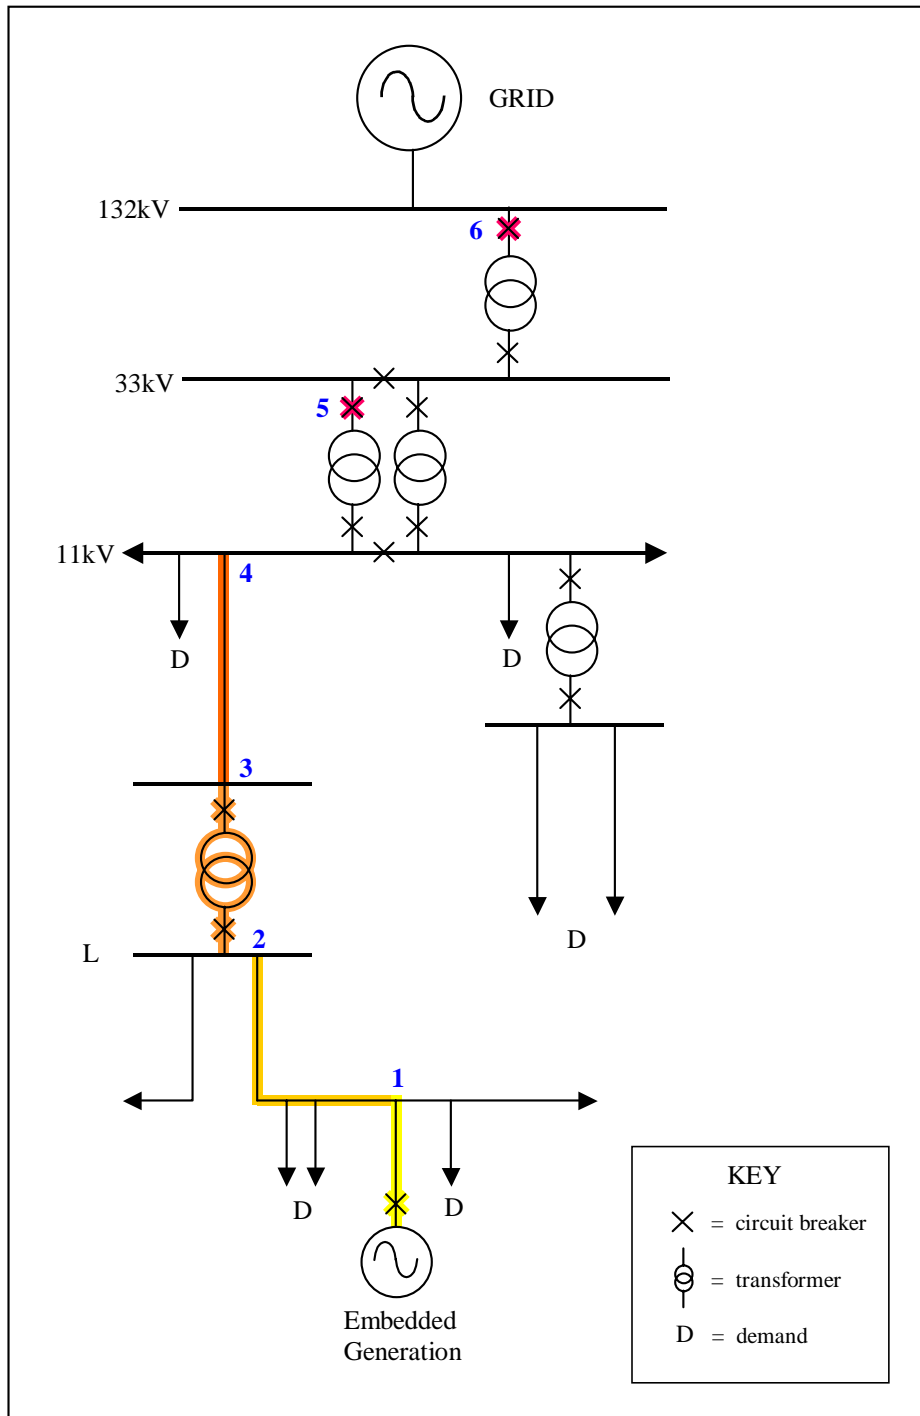 GRID
132kV
6
33kV
5
11kV
4
D
D
3
2
L
D
1
D
D
Embedded
Generation
KEY
= circuit breaker
= transformer
D = demand